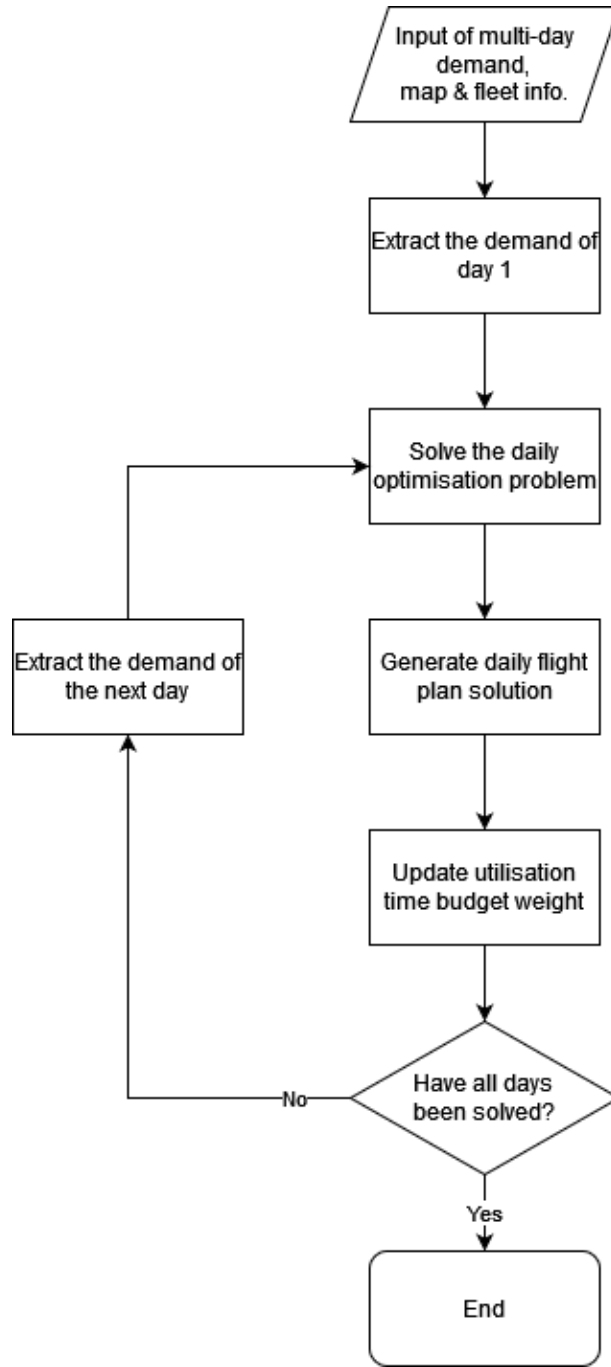 Input of multi-day
demand,
map & fleet info.
Extract the demand of
day 1
Solve the daily
optimisation problem
Extract the demand of
the next day
Generate daily flight
plan solution
Update utilisation
time budget weight
Have all days
been solved?
No
Yes
End